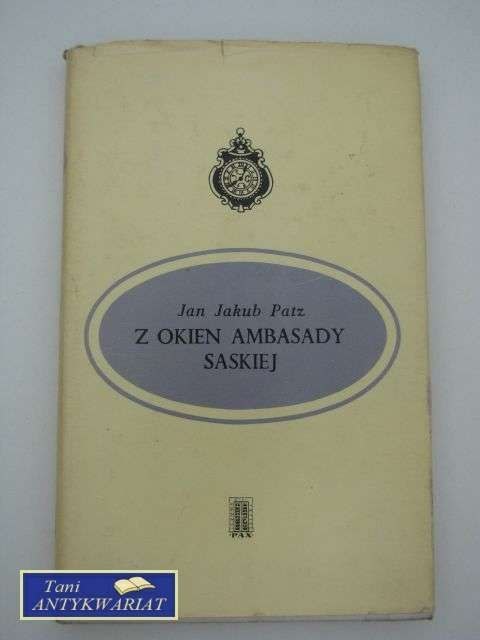 Jan Jakub Patz
Z OKIEN AMBASADY
SASKIEJ
PAX
Tani
ANTYKWARIAT